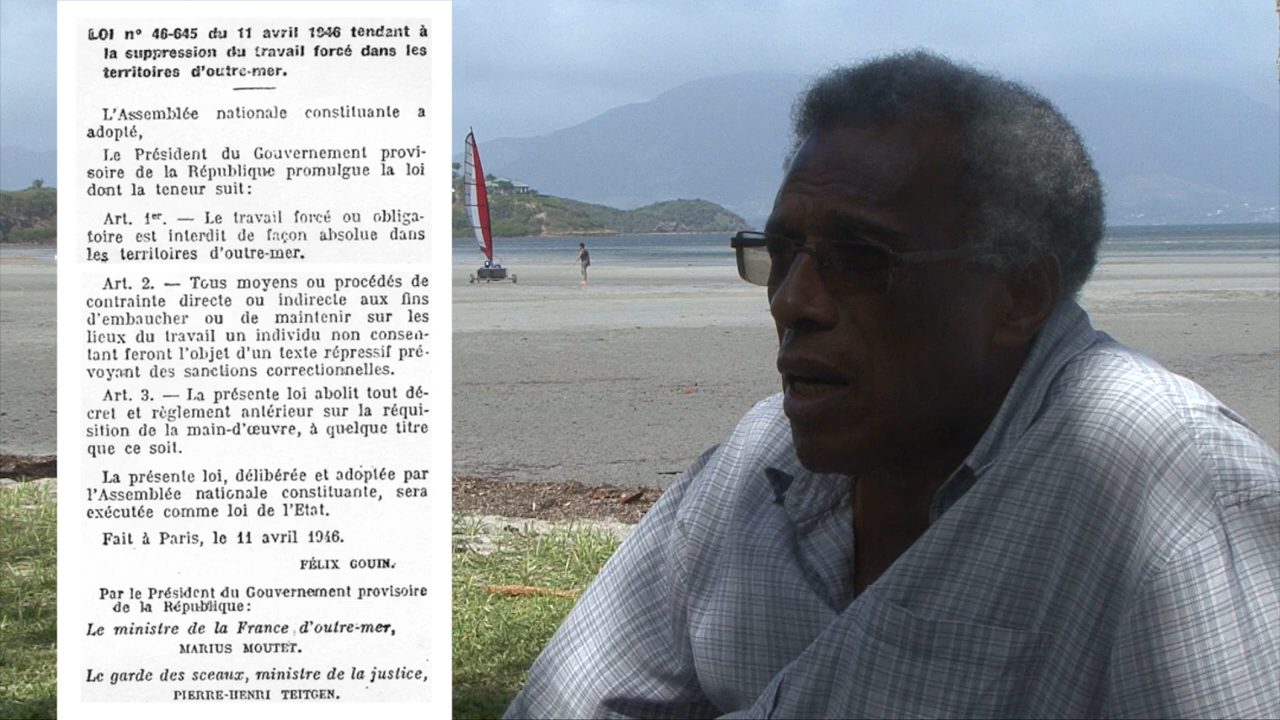 LOI n° 46-645 du 11 avril 1946 tendant à
la suppression du travail forcé dans les
territoires d'outre-mer.
L'Assemblée nationale constituante a
adopté,
Le Président du Gouvernement provi-
soire de la République promulgue la loi
dont la teneur suit:
Art. 1er. — Le travail forcé ou obliga-
toire est interdit de façon absolue dans
les territoires d'outre-mer.
Art. 2. — Tous moyens ou procédés de
contrainte directe ou indirecte aux fins
d'embaucher ou de maintenir sur les
lieux du travail un individu non consen-
tant feront l'objet d'un texte répressif pré-
voyant des sanctions correctionnelles.
Art. 3. — La présente loi abolit tout dé-
cret et règlement antérieur sur la réqui-
sition de la main-d'œuvre, à quelque titre
que ce soit.
La présente loi, délibérée et adoptée par
l'Assemblée nationale constituante, sera
exécutée comme loi de l'Etat.
Fait à Paris, le 11 avril 1946.
FÉLIX GOUIN.
Par le Président du Gouvernement provisoire
de la République:
Le ministre de la France d'outre-mer,
MARIUS MOUTET.
Le garde des sceaux, ministre de la justice,
PIERRE-HENRI TEITGEN.